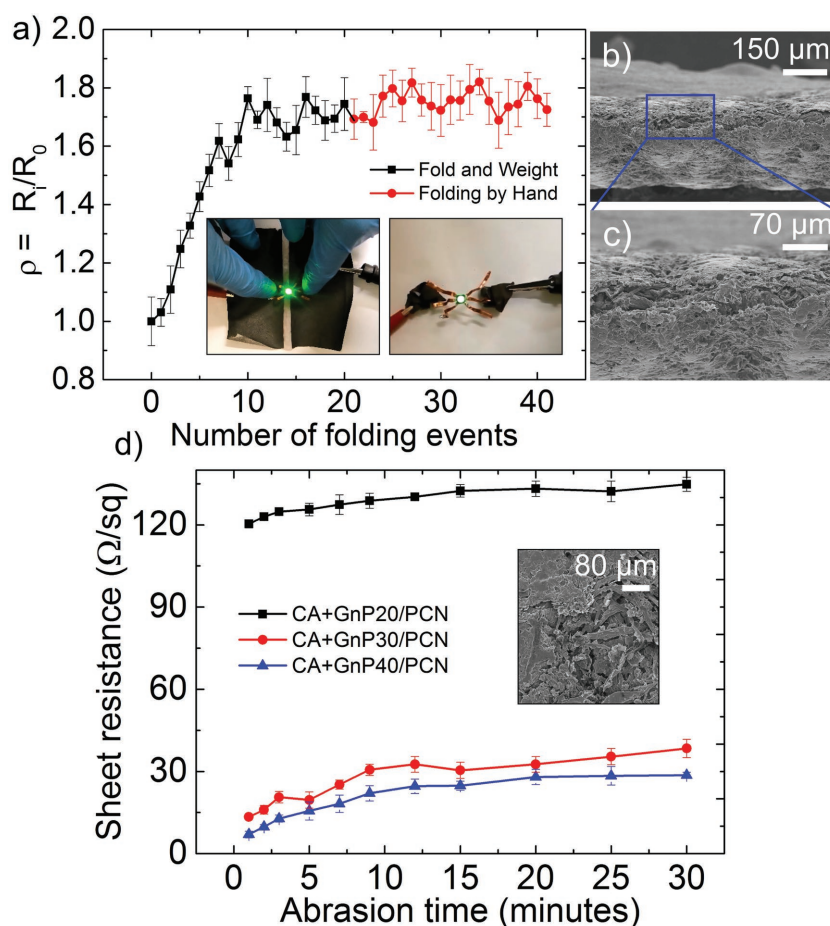 a)
2.0
1.8
1.6
1.4
1.2
1.0
0.8
ρ = Rᵢ/R₀
Fold and Weight
Folding by Hand
0 10 20 30 40
Number of folding events
b)
150 µm
c)
70 µm
d)
120
90
60
30
0
Sheet resistance (Ω/sq)
80 µm
CA+GnP20/PCN
CA+GnP30/PCN
CA+GnP40/PCN
0 5 10 15 20 25 30
Abrasion time (minutes)